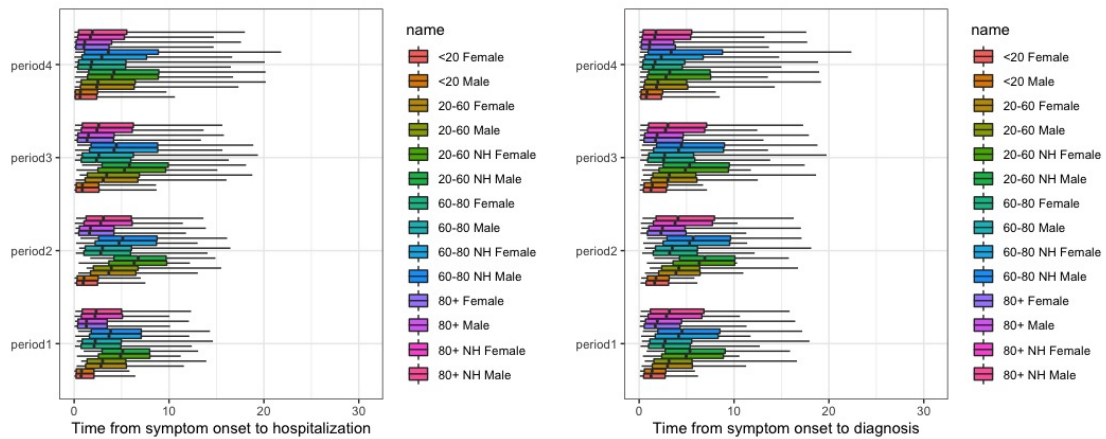 period4
period3
period2
period1
0
10
20
30
Time from symptom onset to hospitalization
name
<20 Female
<20 Male
20-60 Female
20-60 Male
20-60 NH Female
20-60 NH Male
60-80 Female
60-80 Male
60-80 NH Female
60-80 NH Male
80+ Female
80+ Male
80+ NH Female
80+ NH Male
period4
period3
period2
period1
0
10
20
30
Time from symptom onset to diagnosis
name
<20 Female
<20 Male
20-60 Female
20-60 Male
20-60 NH Female
20-60 NH Male
60-80 Female
60-80 Male
60-80 NH Female
60-80 NH Male
80+ Female
80+ Male
80+ NH Female
80+ NH Male